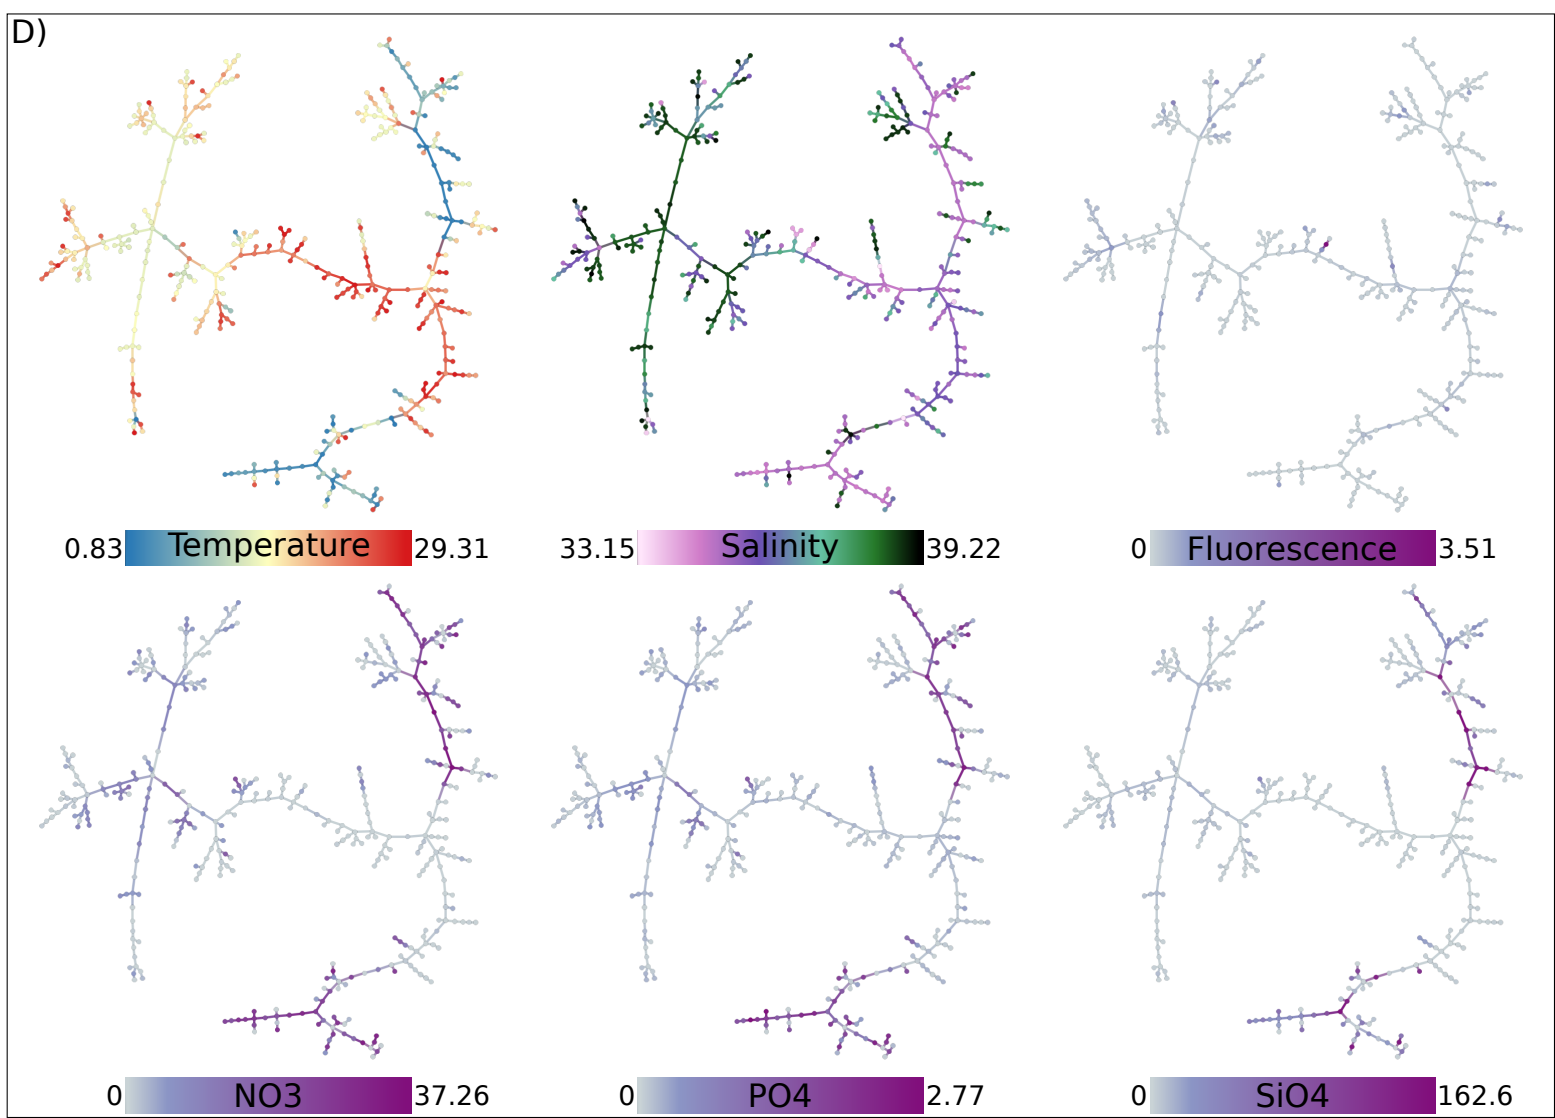 D)
0.83 Temperature 29.31
33.15 Salinity 39.22
0 Fluorescence 3.51
0 NO3 37.26
0 PO4 2.77
0 SiO4 162.6